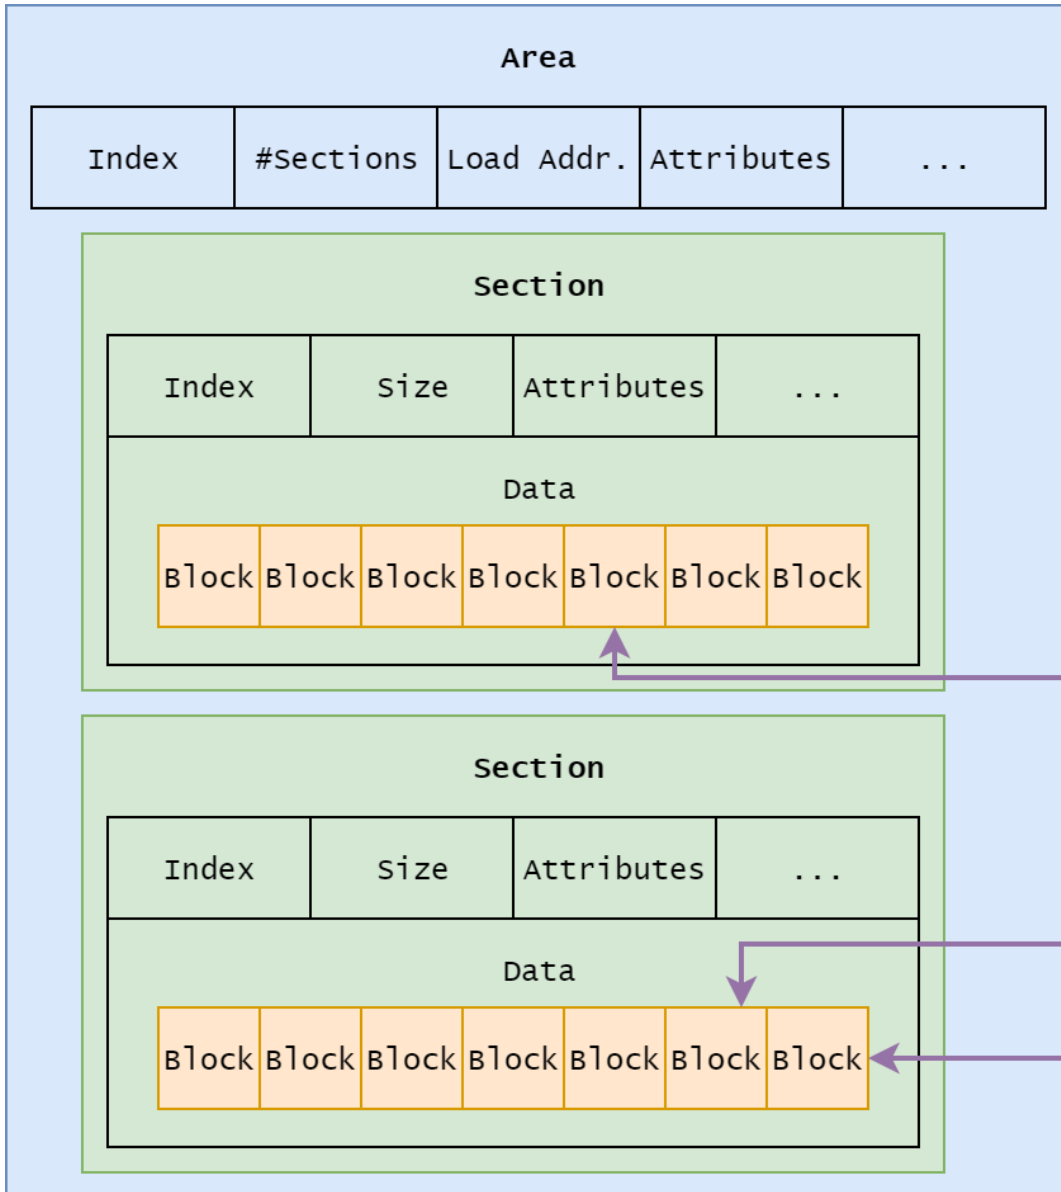 Area
Index #Sections Load Addr. Attributes ...
Section
Index Size Attributes ...
Data
Block Block Block Block Block Block Block
Section
Index Size Attributes ...
Data
Block Block Block Block Block Block Block